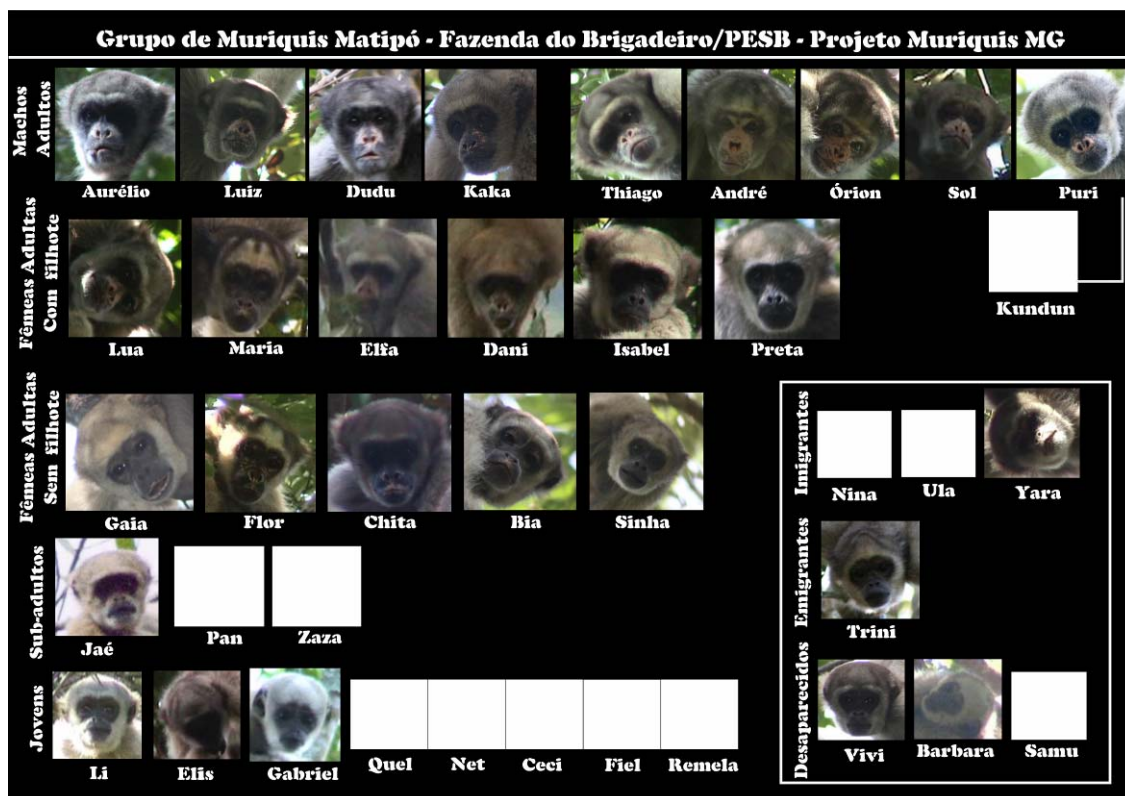 Grupo de Muriquis Matipó - Fazenda do Brigadeiro/PESB - Projeto Muriquis MG
Machos
Adultos
Aurélio Luiz Dudu Kaka Thiago André Órion Sol Puri
Kundun
Fêmeas Adultas
Com filhote
Lua Maria Elfa Dani Isabel Preta
Fêmeas Adultas
Sem filhote
Gaia Flor Chita Bia Sinha
Sub-adultos
Jaé Pan Zaza
Jovens
Li Elis Gabriel Quel Net Ceci Fiel Remela
Imigrantes
Nina Ula Yara
Emigrantes
Trini
Desaparecidos
Vivi Barbara Samu